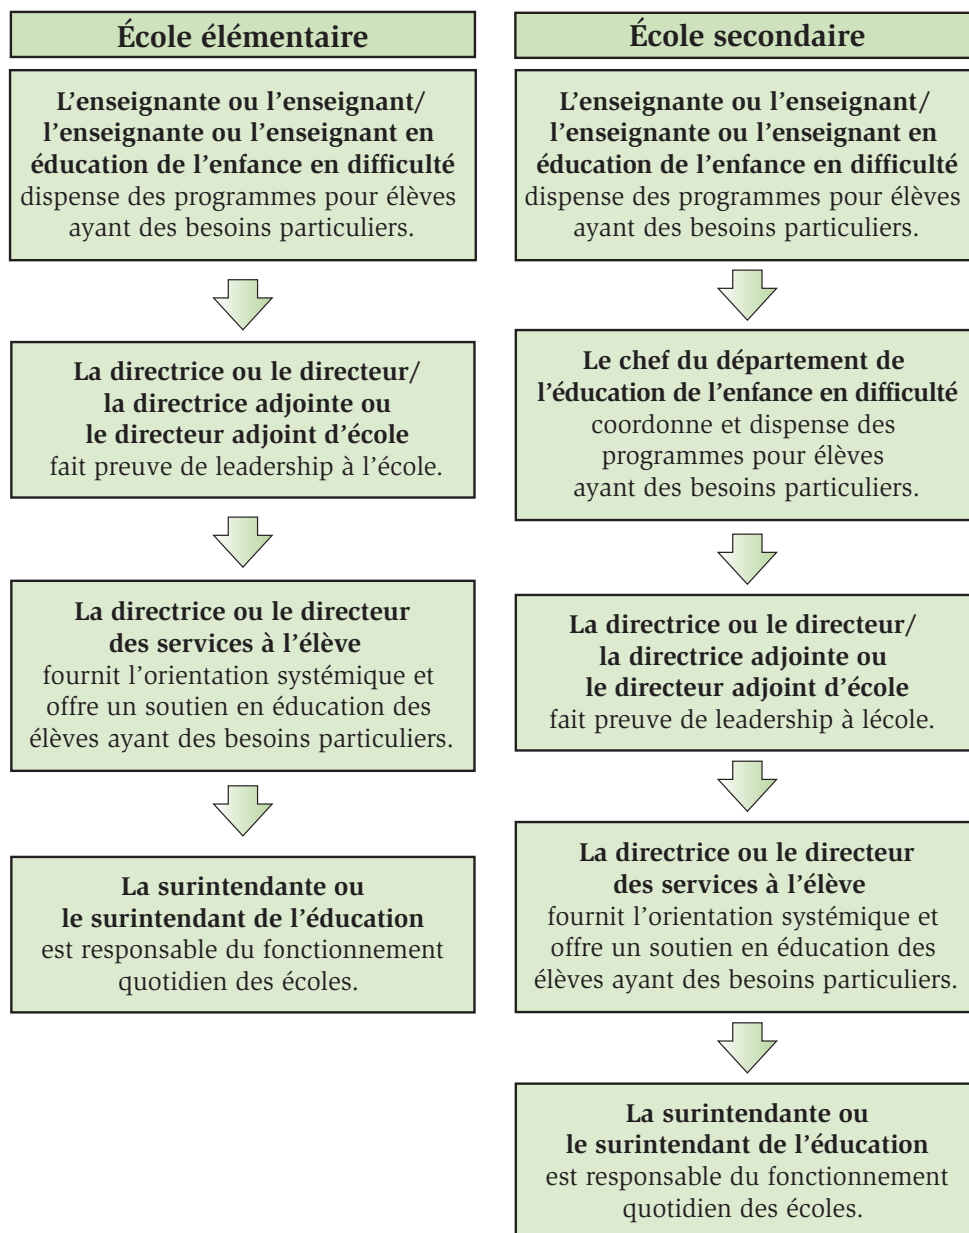 École élémentaire
L'enseignante ou l'enseignant/
l'enseignante ou l'enseignant en
éducation de l'enfance en difficulté
dispense des programmes pour élèves
ayant des besoins particuliers.
La directrice ou le directeur/
la directrice adjointe ou
le directeur adjoint d'école
fait preuve de leadership à l'école.
La directrice ou le directeur
des services à l'élève
fournit l'orientation systémique et
offre un soutien en éducation des
élèves ayant des besoins particuliers.
La surintendante ou
le surintendant de l'éducation
est responsable du fonctionnement
quotidien des écoles.
École secondaire
L'enseignante ou l'enseignant/
l'enseignante ou l'enseignant en
éducation de l'enfance en difficulté
dispense des programmes pour élèves
ayant des besoins particuliers.
Le chef du département de
l'éducation de l'enfance en difficulté
coordonne et dispense des
programmes pour élèves
ayant des besoins particuliers.
La directrice ou le directeur/
la directrice adjointe ou
le directeur adjoint d'école
fait preuve de leadership à lécole.
La directrice ou le directeur
des services à l'élève
fournit l'orientation systémique et
offre un soutien en éducation des
élèves ayant des besoins particuliers.
La surintendante ou
le surintendant de l'éducation
est responsable du fonctionnement
quotidien des écoles.